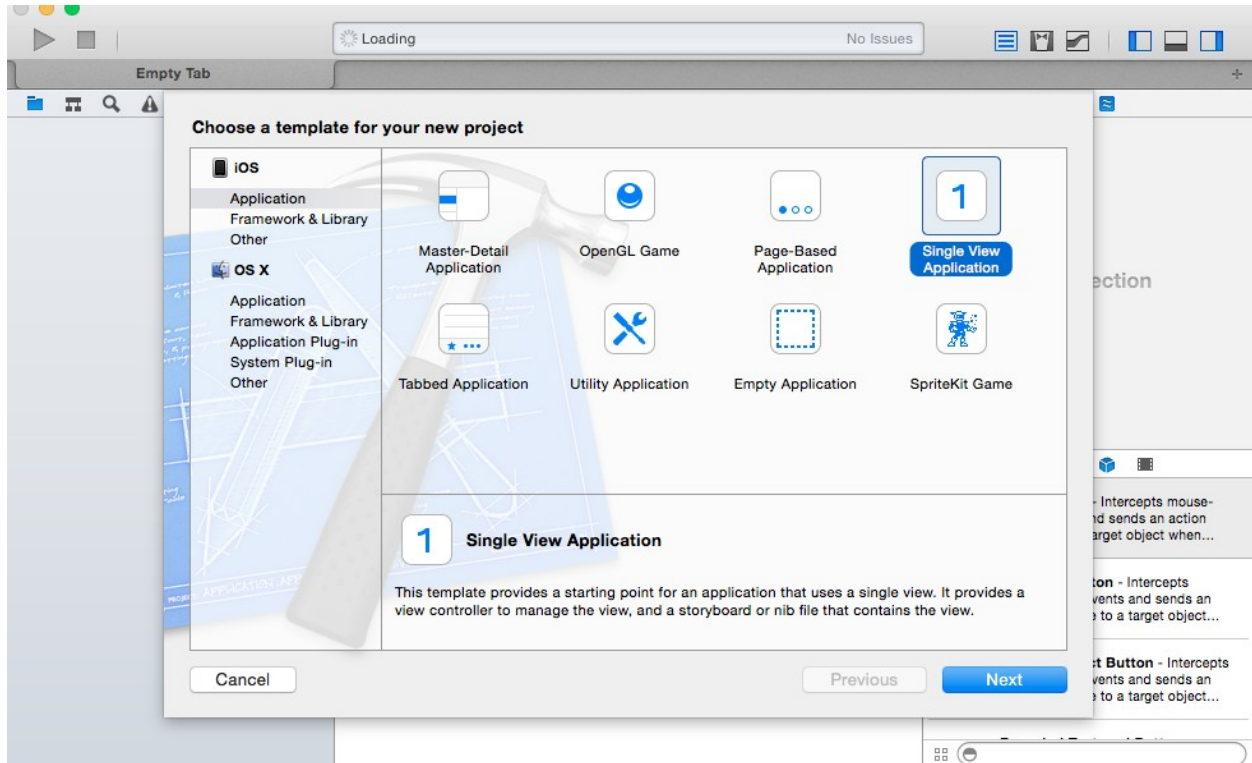 Loading
No Issues
Empty Tab
+
Choose a template for your new project
iOS
Application
Framework & Library
Other
OS X
Application
Framework & Library
Application Plug-in
System Plug-in
Other
Master-Detail
Application
OpenGL Game
Page-Based
Application
1
Single View
Application
Tabbed Application
Utility Application
Empty Application
SpriteKit Game
1
Single View Application
This template provides a starting point for an application that uses a single view. It provides a
view controller to manage the view, and a storyboard or nib file that contains the view.
Cancel
Previous
Next
ection
- Intercepts mouse-
nd sends an action
arget object when...
ton - Intercepts
vents and sends an
e to a target object...
ct Button - Intercepts
vents and sends an
e to a target object...